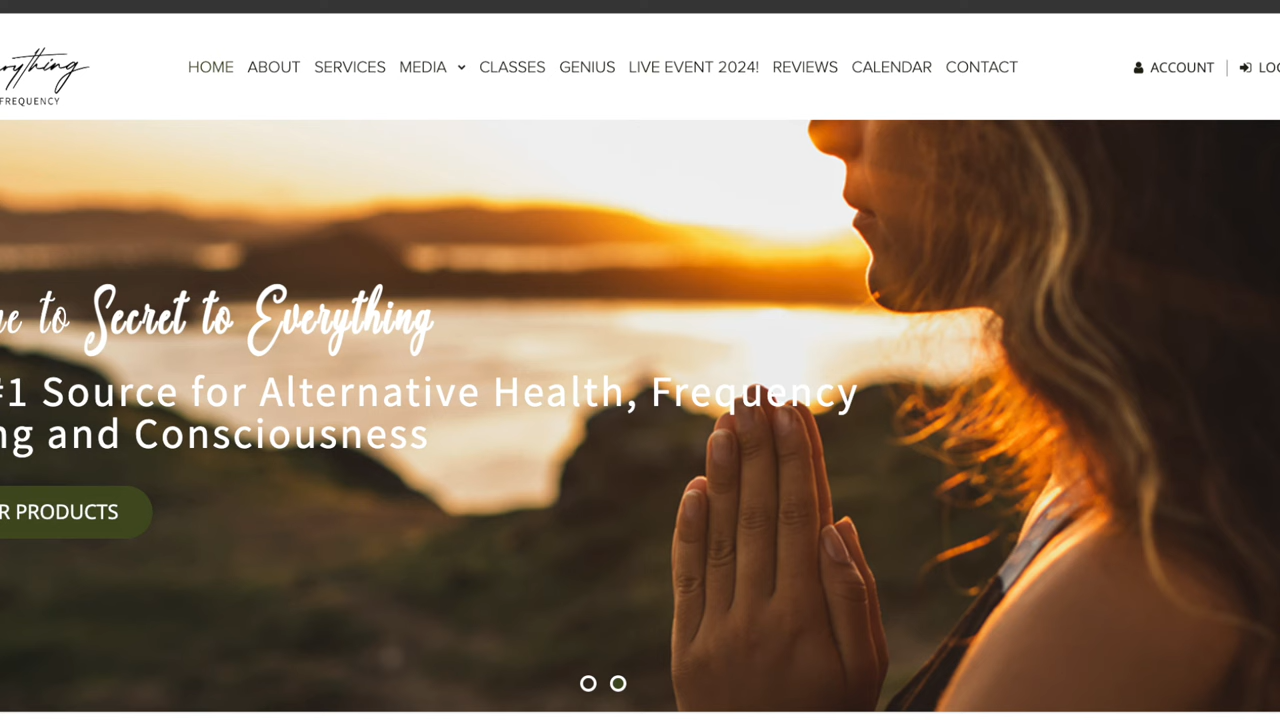 HOME ABOUT SERVICES MEDIA CLASSES GENIUS LIVE EVENT 2024! REVIEWS CALENDAR CONTACT ACCOUNT
FREQUENCY
to Secret to Everything
#1 Source for Alternative Health, Frequency
and Consciousness
PRODUCTS